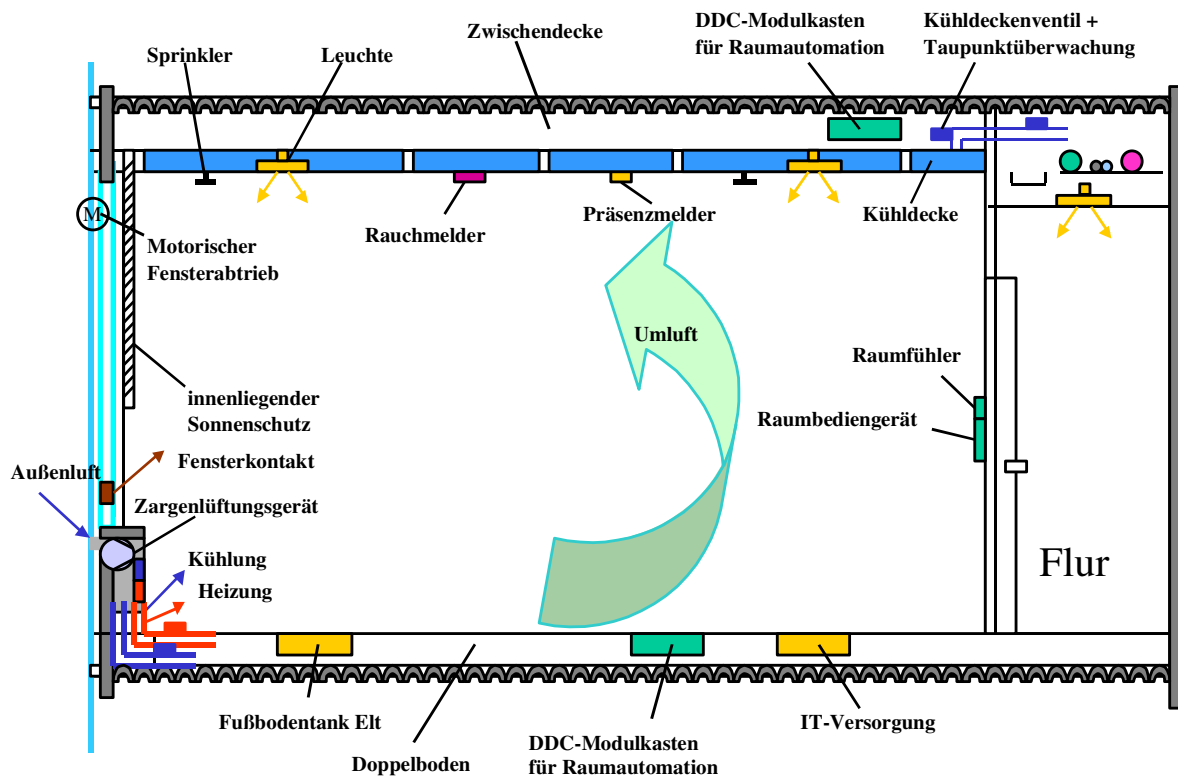 DDC-Modulkasten
für Raumautomation
Kühldeckenventil +
Taupunktüberwachung
Zwischendecke
Sprinkler
Leuchte
M
Motorischer
Fensterabtrieb
Rauchmelder
Präsenzmelder
Kühldecke
Umluft
Raumfühler
Raumbediengerät
innenliegender
Sonnenschutz
Fensterkontakt
Außenluft
Zargenlüftungsgerät
Kühlung
Heizung
Flur
Fußbodentank Elt
Doppelboden
DDC-Modulkasten
für Raumautomation
IT-Versorgung